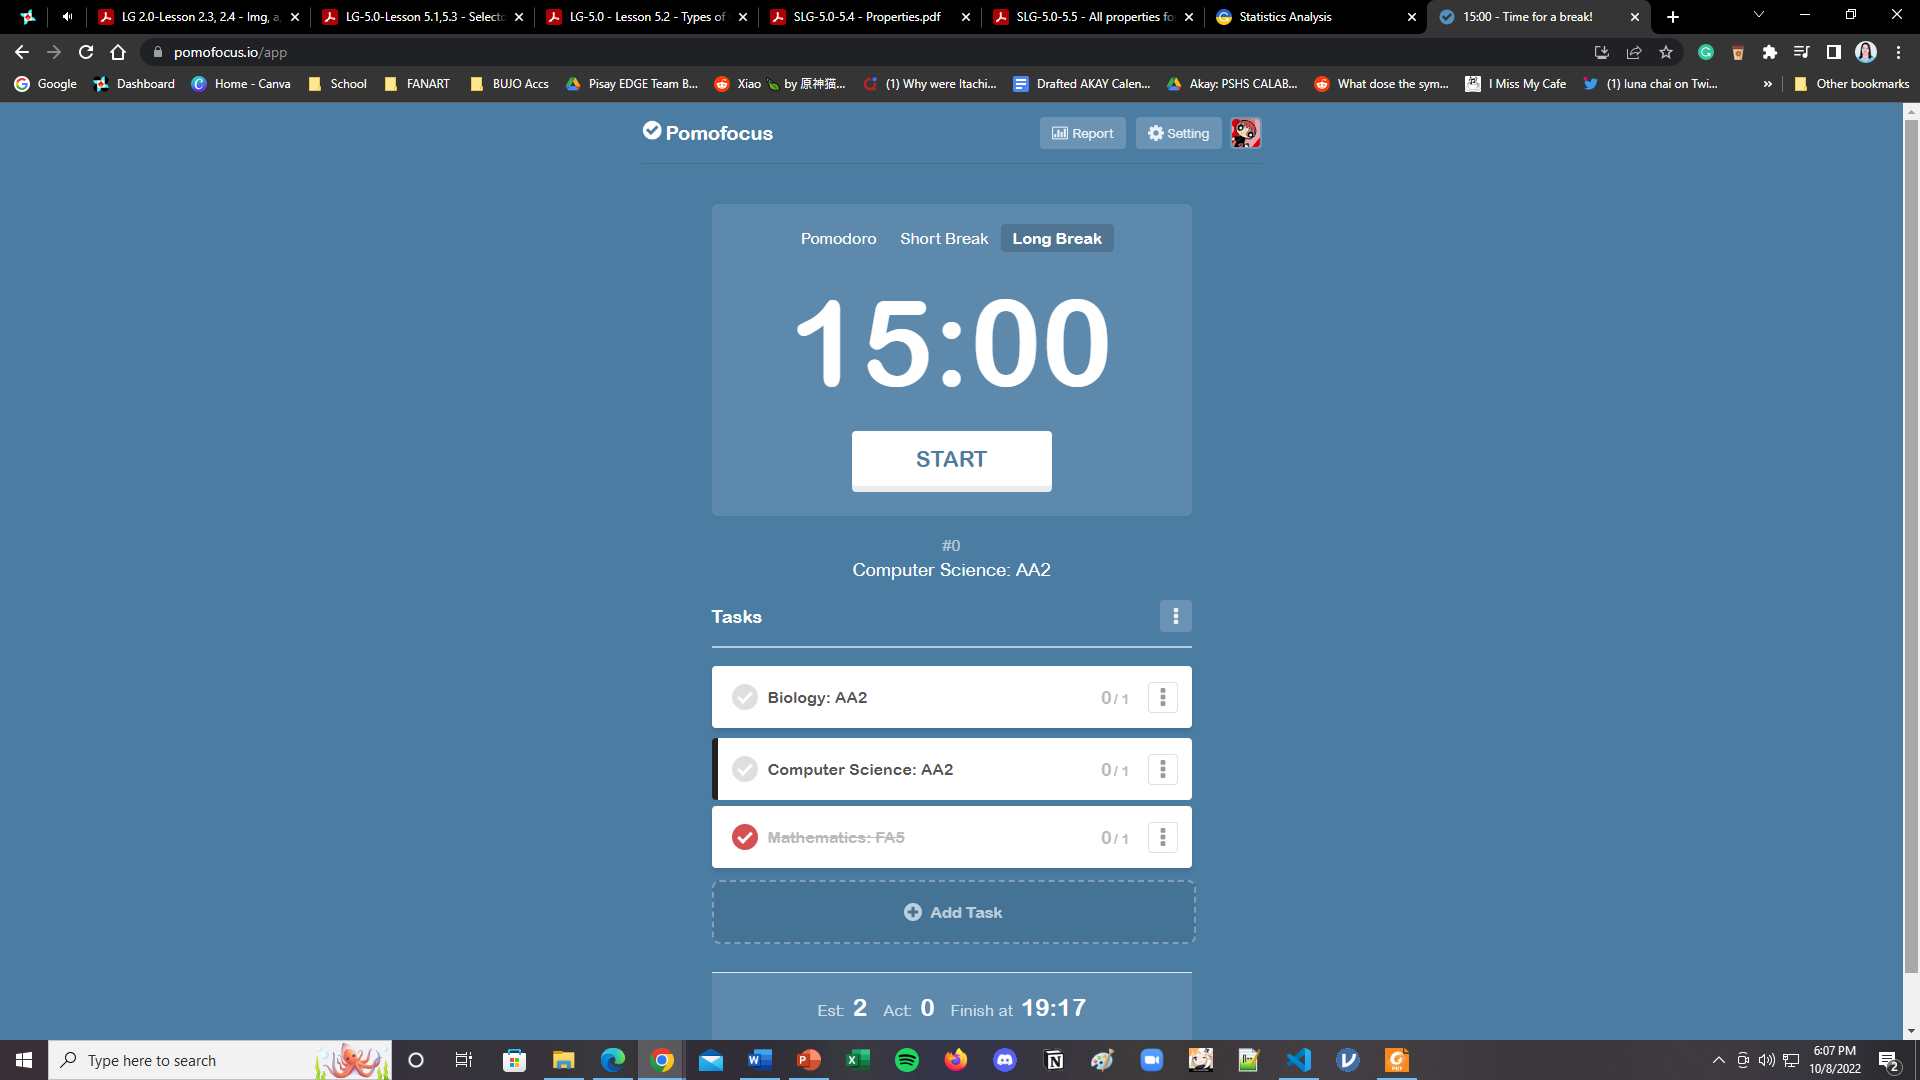 LG 2.0-Lesson 2.3, 2.4 - Img, a
LG-5.0-Lesson 5.1,5.3 - Selecto
LG-5.0 - Lesson 5.2 - Types of
SLG-5.0-5.4 - Properties.pdf
SLG-5.0-5.5 - All properties fo
Statistics Analysis
15:00 - Time for a break!
pomofocus.io/app
Google
Dashboard
Home - Canva
School
FANART
BUJO Accs
Pisay EDGE Team B...
Xiao 🍃 by 原神猫...
(1) Why were Itachi...
Drafted AKAY Calen...
Akay: PSHS CALAB...
What dose the sym...
I Miss My Cafe
(1) luna chai on Twi...
»
Other bookmarks
Pomofocus
Report
Setting
Pomodoro
Short Break
Long Break
15:00
START
#0
Computer Science: AA2
Tasks
Biology: AA2
0/ 1
Computer Science: AA2
0/ 1
Mathematics: FA5
0/ 1
Add Task
Est: 2 Act: 0 Finish at 19:17
Type here to search
6:07 PM
10/8/2022
2